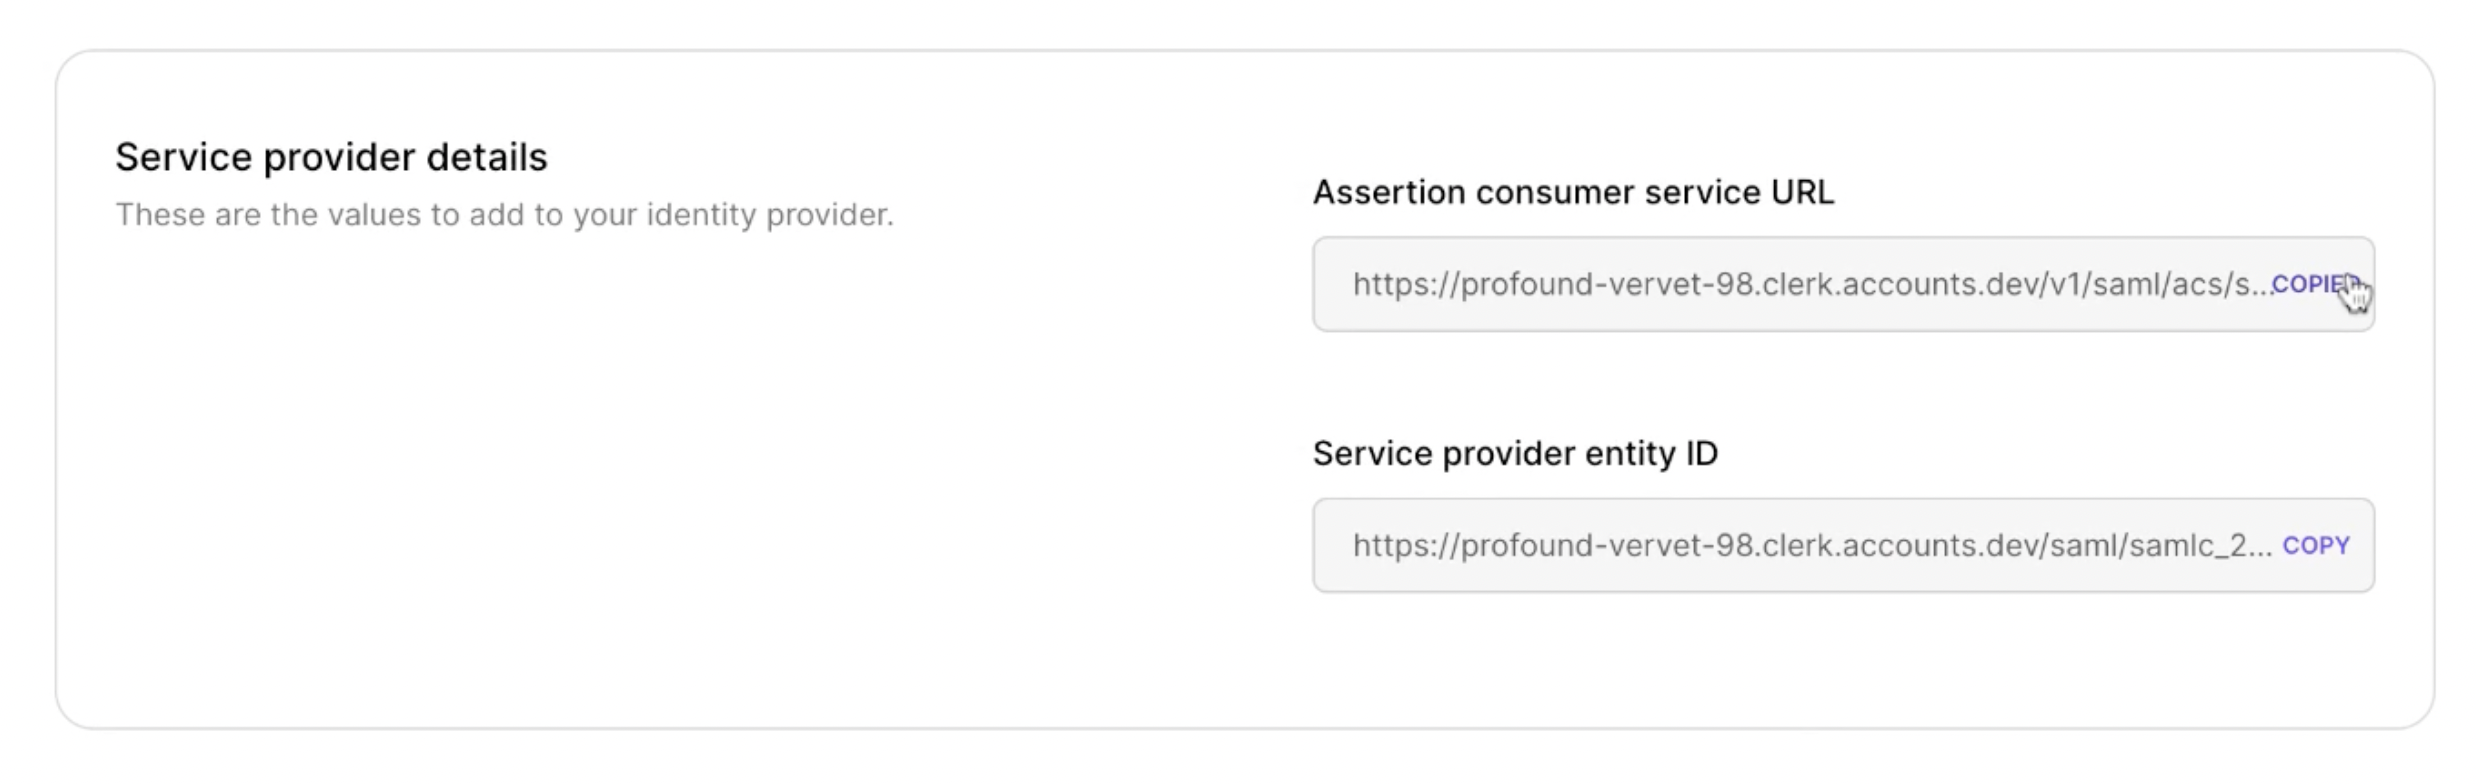 Service provider details
These are the values to add to your identity provider.
Assertion consumer service URL
https://profound-vervet-98.clerk.accounts.dev/v1/saml/acs/s... COPIED
Service provider entity ID
https://profound-vervet-98.clerk.accounts.dev/saml/samlc_2... COPY